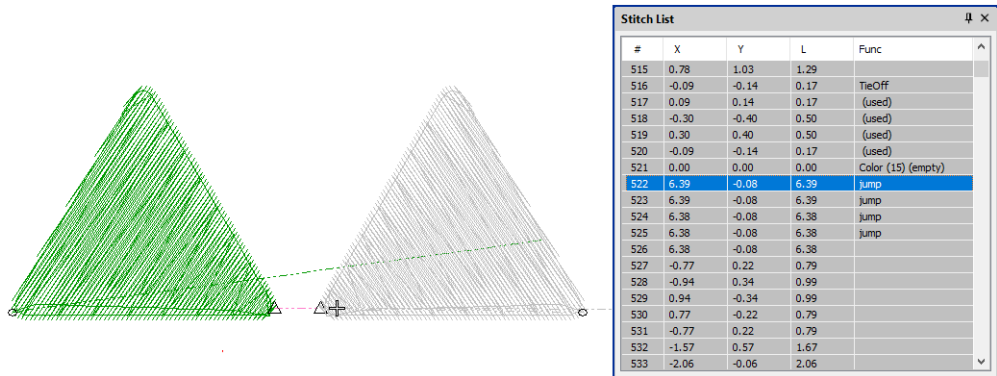 Stitch List
# X Y L Func
515 0.78 1.03 1.29
516 -0.09 -0.14 0.17 TieOff
517 0.09 0.14 0.17 (used)
518 -0.30 -0.40 0.50 (used)
519 0.30 0.40 0.50 (used)
520 -0.09 -0.14 0.17 (used)
521 0.00 0.00 0.00 Color (15) (empty)
522 6.39 -0.08 6.39 jump
523 6.39 -0.08 6.39 jump
524 6.38 -0.08 6.38 jump
525 6.38 -0.08 6.38 jump
526 6.38 -0.08 6.38
527 -0.77 0.22 0.79
528 -0.94 0.34 0.99
529 0.94 -0.34 0.99
530 0.77 -0.22 0.79
531 -0.77 0.22 0.79
532 -1.57 0.57 1.67
533 -2.06 -0.06 2.06